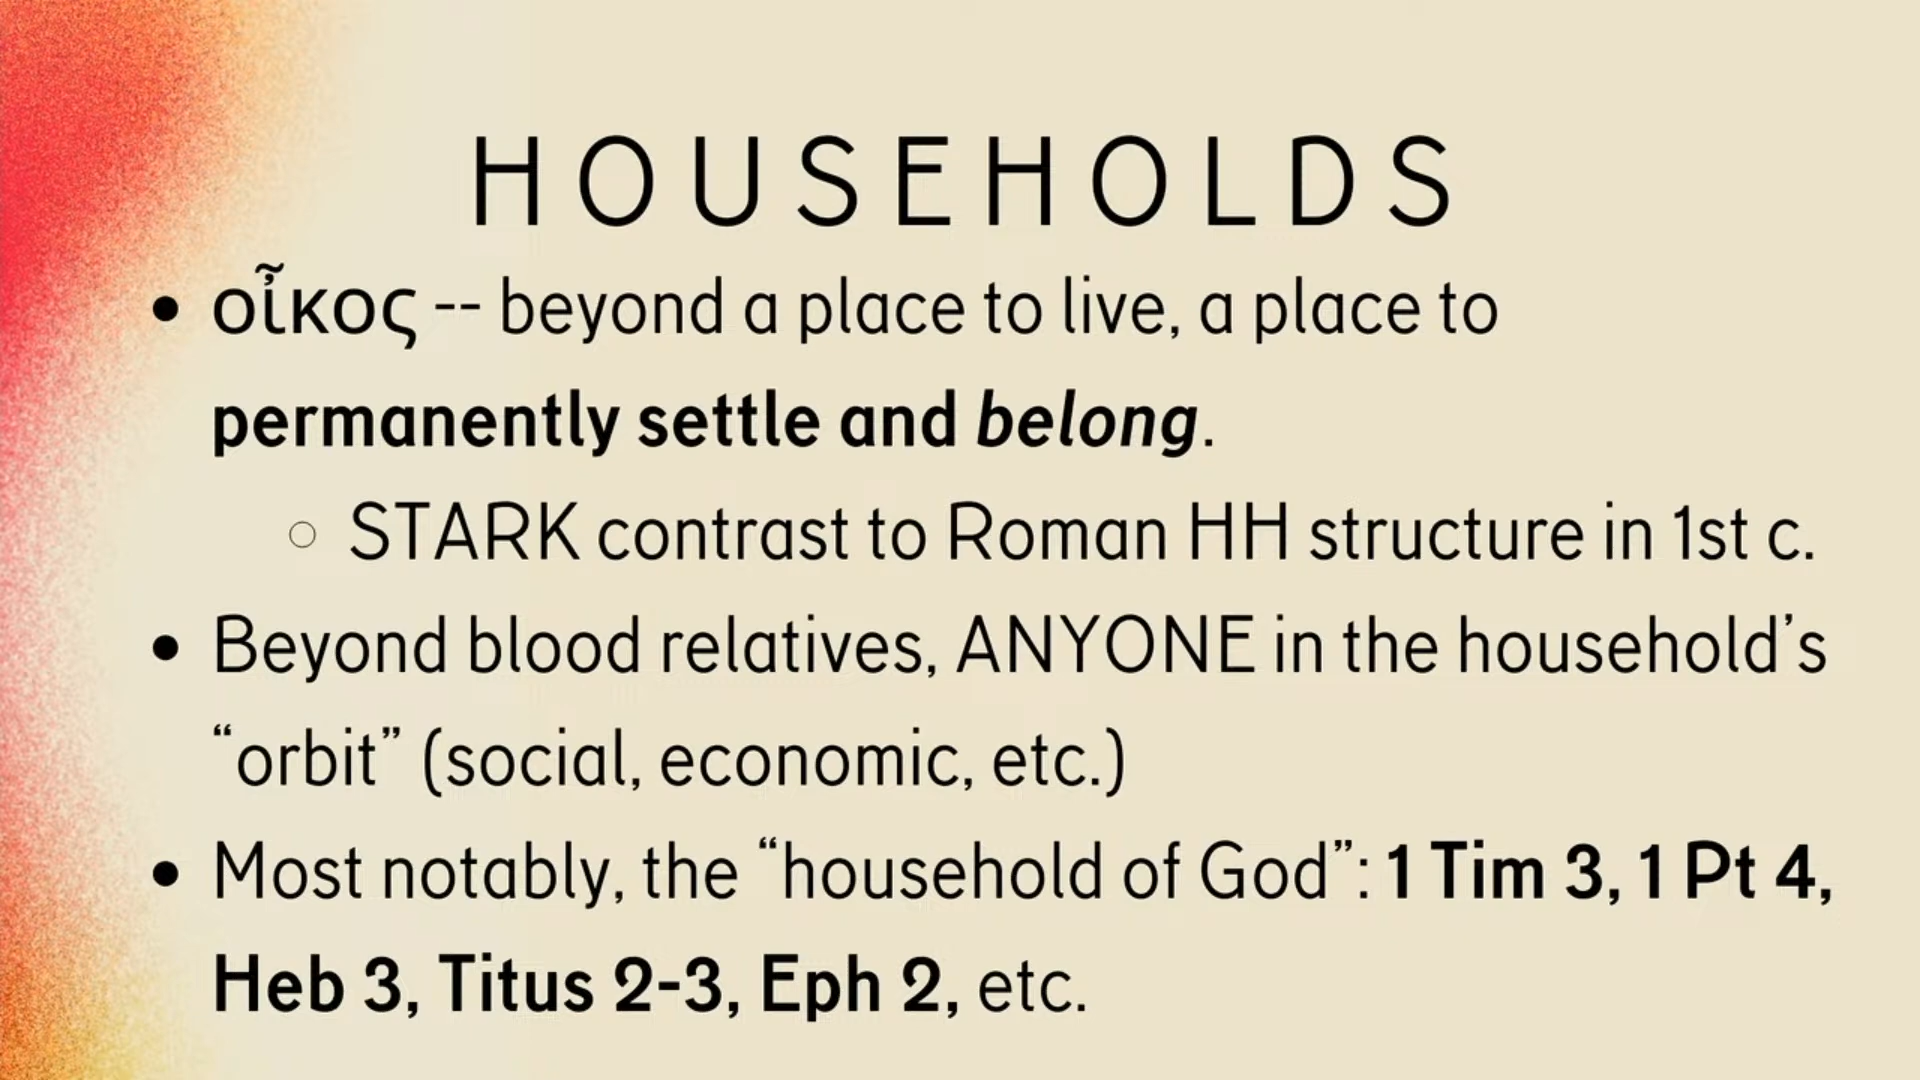 HOUSEHOLDS
• οἶκος -- beyond a place to live, a place to
permanently settle and belong.
○ STARK contrast to Roman HH structure in 1st c.
• Beyond blood relatives, ANYONE in the household’s
“orbit” (social, economic, etc.)
• Most notably, the “household of God”: 1 Tim 3, 1 Pt 4,
Heb 3, Titus 2-3, Eph 2, etc.